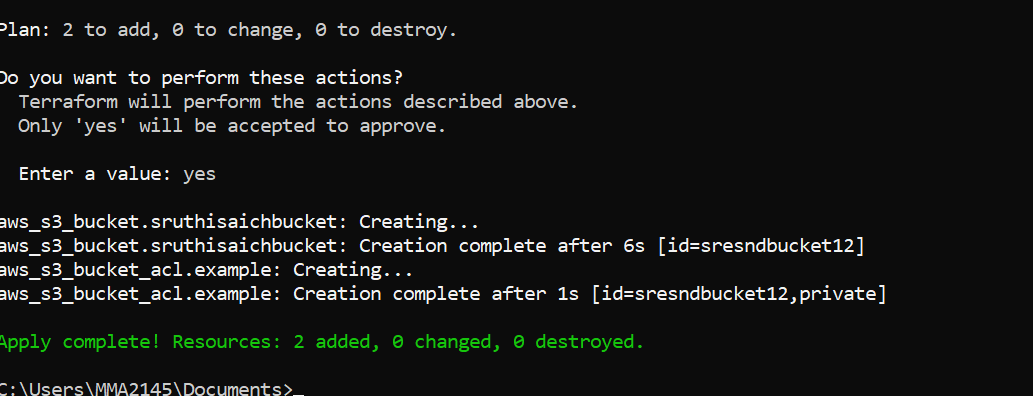 Plan: 2 to add, 0 to change, 0 to destroy.
Do you want to perform these actions?
Terraform will perform the actions described above.
Only 'yes' will be accepted to approve.
Enter a value: yes
aws_s3_bucket.sruthisaichbucket: Creating...
aws_s3_bucket.sruthisaichbucket: Creation complete after 6s [id=sresndbucket12]
aws_s3_bucket_acl.example: Creating...
aws_s3_bucket_acl.example: Creation complete after 1s [id=sresndbucket12,private]
Apply complete! Resources: 2 added, 0 changed, 0 destroyed.
C:\Users\MMA2145\Documents>_